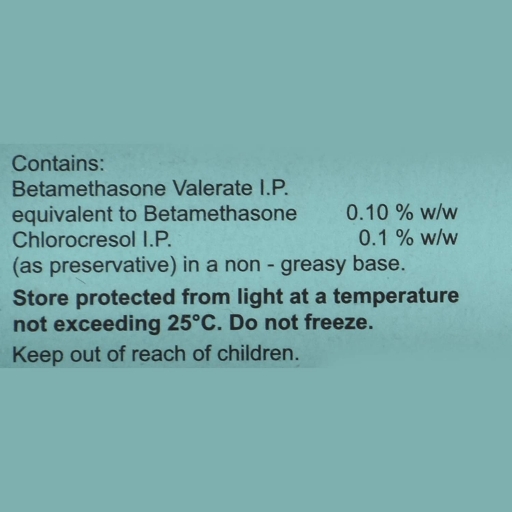 Contains:
Betamethasone Valerate I.P.
equivalent to Betamethasone 0.10 % w/w
Chlorocresol I.P. 0.1 % w/w
(as preservative) in a non - greasy base.
Store protected from light at a temperature
not exceeding 25°C. Do not freeze.
Keep out of reach of children.